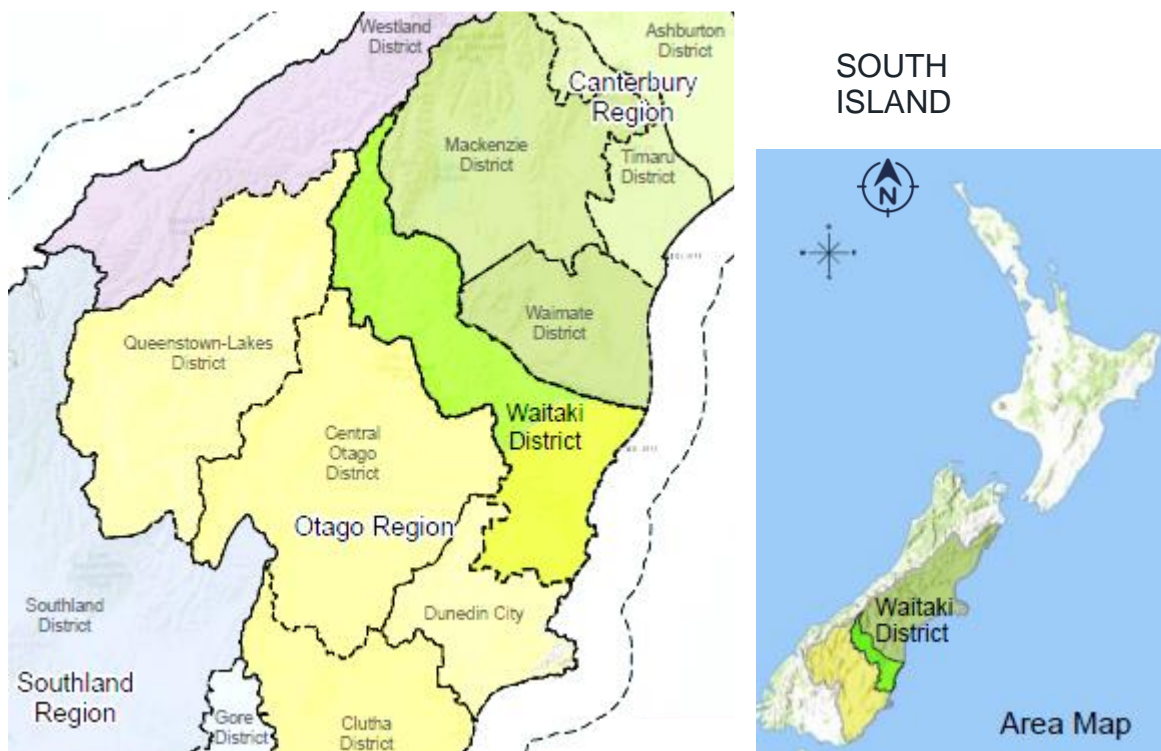 Westland
District
Ashburton
District
Canterbury
Region
Mackenzie
District
Timaru
District
Waimate
District
Queenstown-Lakes
District
Waitaki
District
Central
Otago
District
Otago Region
Dunedin City
Southland
District
Southland
Region
Gore
District
Clutha
District
SOUTH
ISLAND
N
Waitaki
District
Area Map